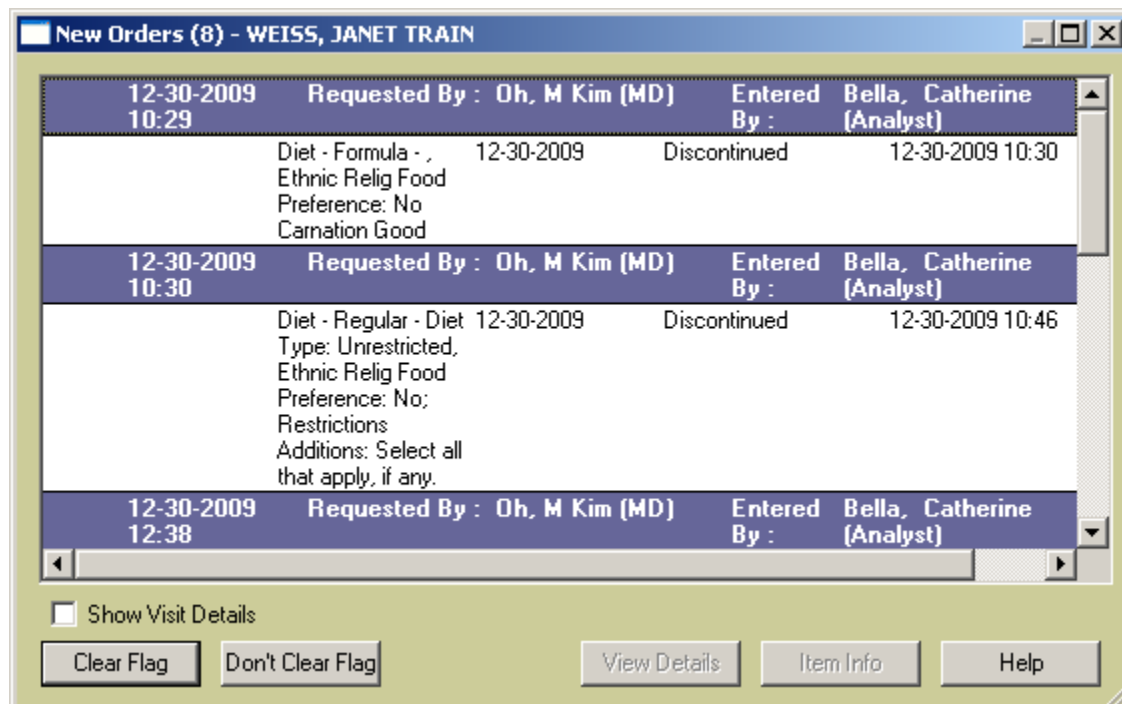 New Orders (8) - WEISS, JANET TRAIN
12-30-2009 Requested By : Oh, M Kim (MD) Entered Bella, Catherine
10:29 By : (Analyst)
Diet - Formula - , 12-30-2009 Discontinued 12-30-2009 10:30
Ethnic Relig Food
Preference: No
Carnation Good
12-30-2009 Requested By : Oh, M Kim (MD) Entered Bella, Catherine
10:30 By : (Analyst)
Diet - Regular - Diet 12-30-2009 Discontinued 12-30-2009 10:46
Type: Unrestricted,
Ethnic Relig Food
Preference: No;
Restrictions
Additions: Select all
that apply, if any.
12-30-2009 Requested By : Oh, M Kim (MD) Entered Bella, Catherine
12:38 By : (Analyst)
Show Visit Details
Clear Flag Don't Clear Flag View Details Item Info Help